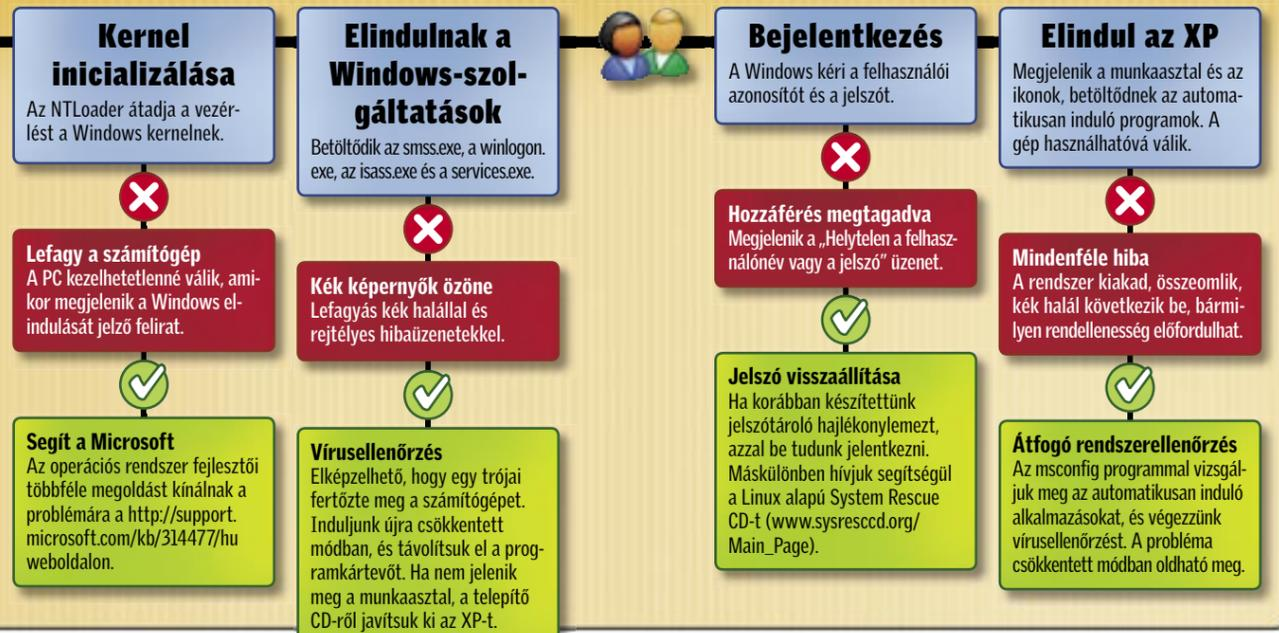 Kernel
inicializálása
Az NTLoader átadja a vezér-
lést a Windows kernelnek.
Lefagy a számítógép
A PC kezelhetetlenné válik, ami-
kor megjelenik a Windows el-
indulását jelző felirat.
Segít a Microsoft
Az operációs rendszer fejlesztői
többféle megoldást kínálnak a
problémára a http://support.
microsoft.com/kb/314477/hu
weboldalon.
Elindulnak a
Windows-szol-
gáltatások
Betöltődik az smss.exe, a winlogon.
exe, az isass.exe és a services.exe.
Kék képernyők özöne
Lefagyás kék halállal és
rejtélyes hibaüzenetekkel.
Vírusellenőrzés
Elképzelhető, hogy egy trójai
fertőzte meg a számítógépet.
Induljunk újra csökkentett
módban, és távolítsuk el a prog-
ramkártevőt. Ha nem jelenik
meg a munkaasztal, a telepítő
CD-ről javítsuk ki az XP-t.
Bejelentkezés
A Windows kéri a felhasználói
azonosítót és a jelszót.
Hozzáférés megtagadva
Megjelenik a „Helytelen a felhasz-
nálónév vagy a jelszó” üzenet.
Jelszó visszaállítása
Ha korábban készítettünk
jelszótároló hajlékonylemezt,
azzal be tudunk jelentkezni.
Máskülönben hívjuk segítségül
a Linux alapú System Rescue
CD-t (www.sysresccd.org/
Main_Page).
Elindul az XP
Megjelenik a munkaasztal és az
ikonok, betöltődnek az automa-
tikusan induló programok. A
gép használhatóvá válik.
Mindenféle hiba
A rendszer kiakad, összeomlik,
kék halál következik be, bármi-
lyen rendellenesség előfordulhat.
Átfogó rendszerellenőrzés
Az msconfig programmal vizsgál-
juk meg az automatikusan induló
alkalmazásokat, és végezzünk
vírusellenőrzést. A probléma
csökkentett módban oldható meg.